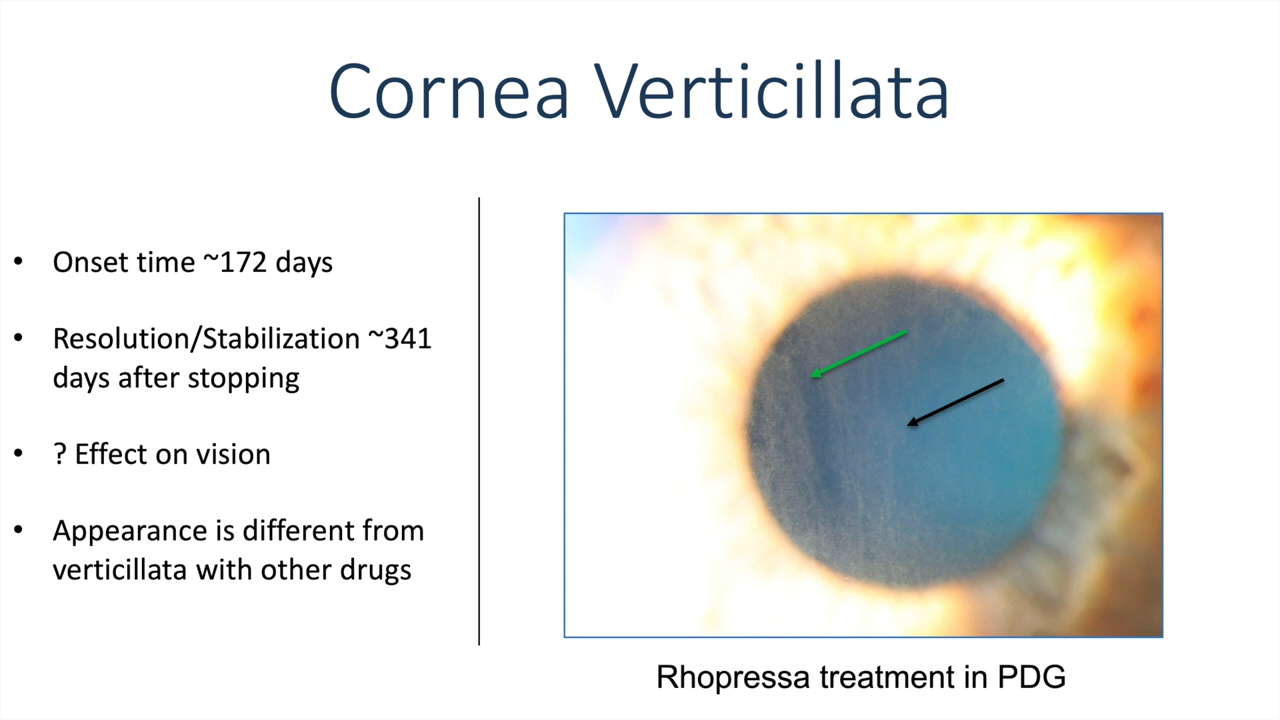 Cornea Verticillata
• Onset time ~172 days
• Resolution/Stabilization ~341
days after stopping
• ? Effect on vision
• Appearance is different from
verticillata with other drugs
Rhopressa treatment in PDG